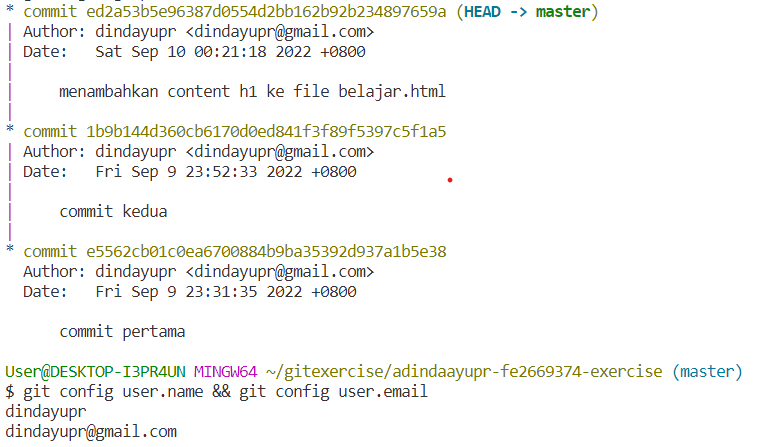 * commit ed2a53b5e96387d0554d2bb162b92b234897659a (HEAD -> master)
| Author: dindayupr <dindayupr@gmail.com>
| Date:   Sat Sep 10 00:21:18 2022 +0800
|
|     menambahkan content h1 ke file belajar.html
|
* commit 1b9b144d360cb6170d0ed841f3f89f5397c5f1a5
| Author: dindayupr <dindayupr@gmail.com>
| Date:   Fri Sep 9 23:52:33 2022 +0800
|
|     commit kedua
|
* commit e5562cb01c0ea6700884b9ba35392d937a1b5e38
  Author: dindayupr <dindayupr@gmail.com>
  Date:   Fri Sep 9 23:31:35 2022 +0800

      commit pertama

User@DESKTOP-I3PR4UN MINGW64 ~/gitexercise/adindaayupr-fe2669374-exercise (master)
$ git config user.name && git config user.email
dindayupr
dindayupr@gmail.com